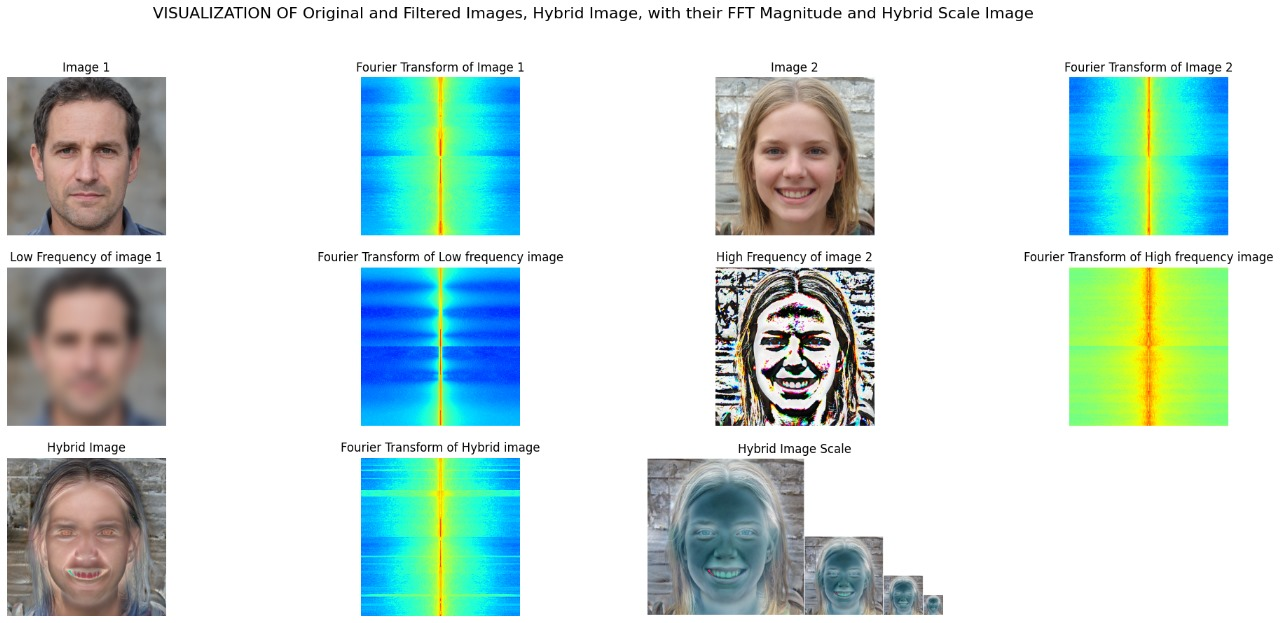 VISUALIZATION OF Original and Filtered Images, Hybrid Image, with their FFT Magnitude and Hybrid Scale Image
Image 1
Fourier Transform of Image 1
Image 2
Fourier Transform of Image 2
Low Frequency of image 1
Fourier Transform of Low frequency image
High Frequency of image 2
Fourier Transform of High frequency image
Hybrid Image
Fourier Transform of Hybrid image
Hybrid Image Scale